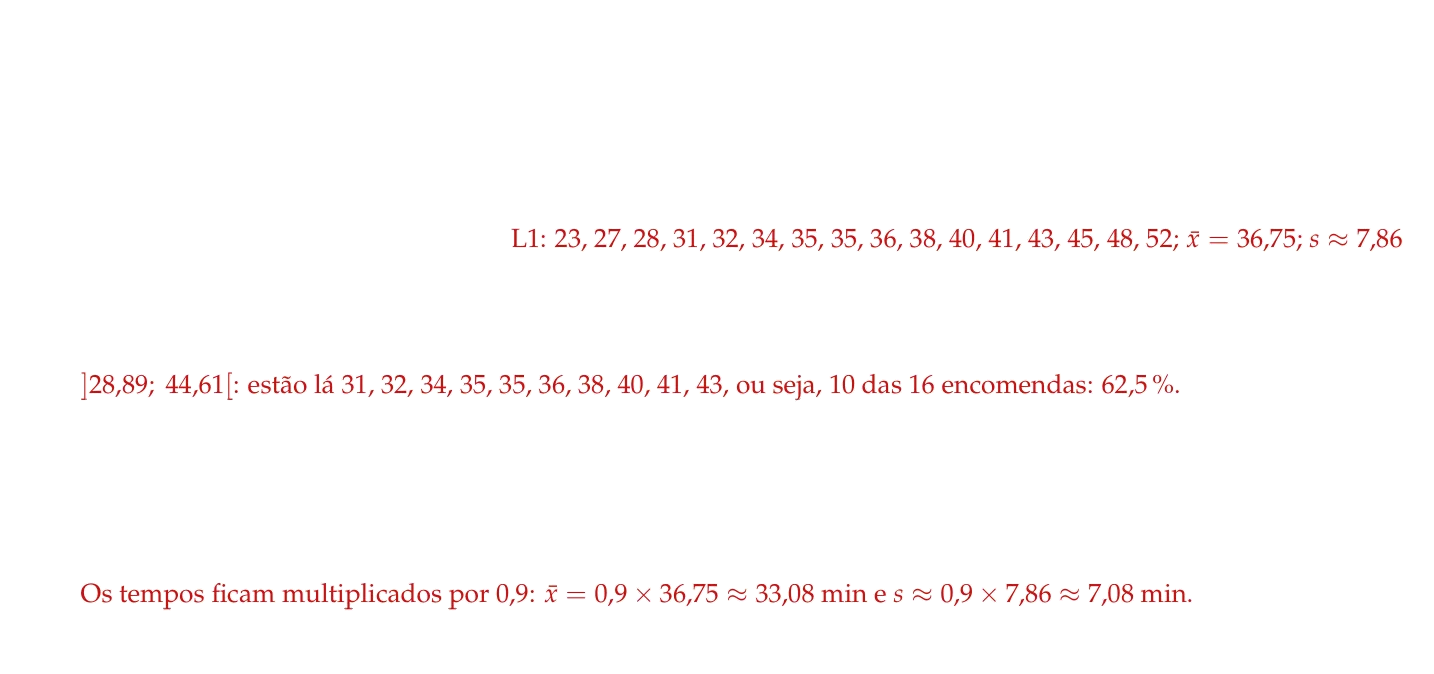 L1: 23, 27, 28, 31, 32, 34, 35, 35, 36, 38, 40, 41, 43, 45, 48, 52; x̄ = 36,75; s ≈ 7,86
]28,89; 44,61[: estão lá 31, 32, 34, 35, 35, 36, 38, 40, 41, 43, ou seja, 10 das 16 encomendas: 62,5 %.
Os tempos ficam multiplicados por 0,9: x̄ = 0,9 × 36,75 ≈ 33,08 min e s ≈ 0,9 × 7,86 ≈ 7,08 min.